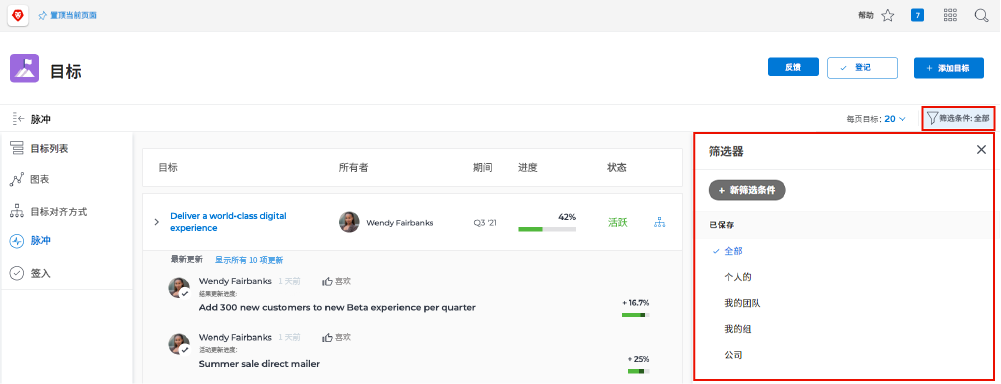 置顶当前页面
帮助
7
目标
反馈
登记
+ 添加目标
脉冲
每页目标: 20
筛选条件: 全部
目标列表
图表
目标对齐方式
脉冲
签入
目标 所有者 期间 进度 状态
Deliver a world-class digital
experience
Wendy Fairbanks
Q3 '21
42%
活跃
最新更新 显示所有 10 项更新
Wendy Fairbanks 1 天前 喜欢
结果更新进度:
Add 300 new customers to new Beta experience per quarter
+ 16.7%
Wendy Fairbanks 1 天前 喜欢
活动更新进度:
Summer sale direct mailer
+ 25%
筛选器
+ 新筛选条件
已保存
全部
个人的
我的团队
我的组
公司